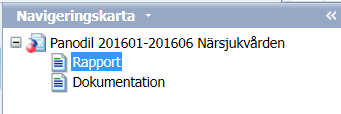 Navigeringskarta
Panodil 201601-201606 Närsjukvården
Rapport
Dokumentation